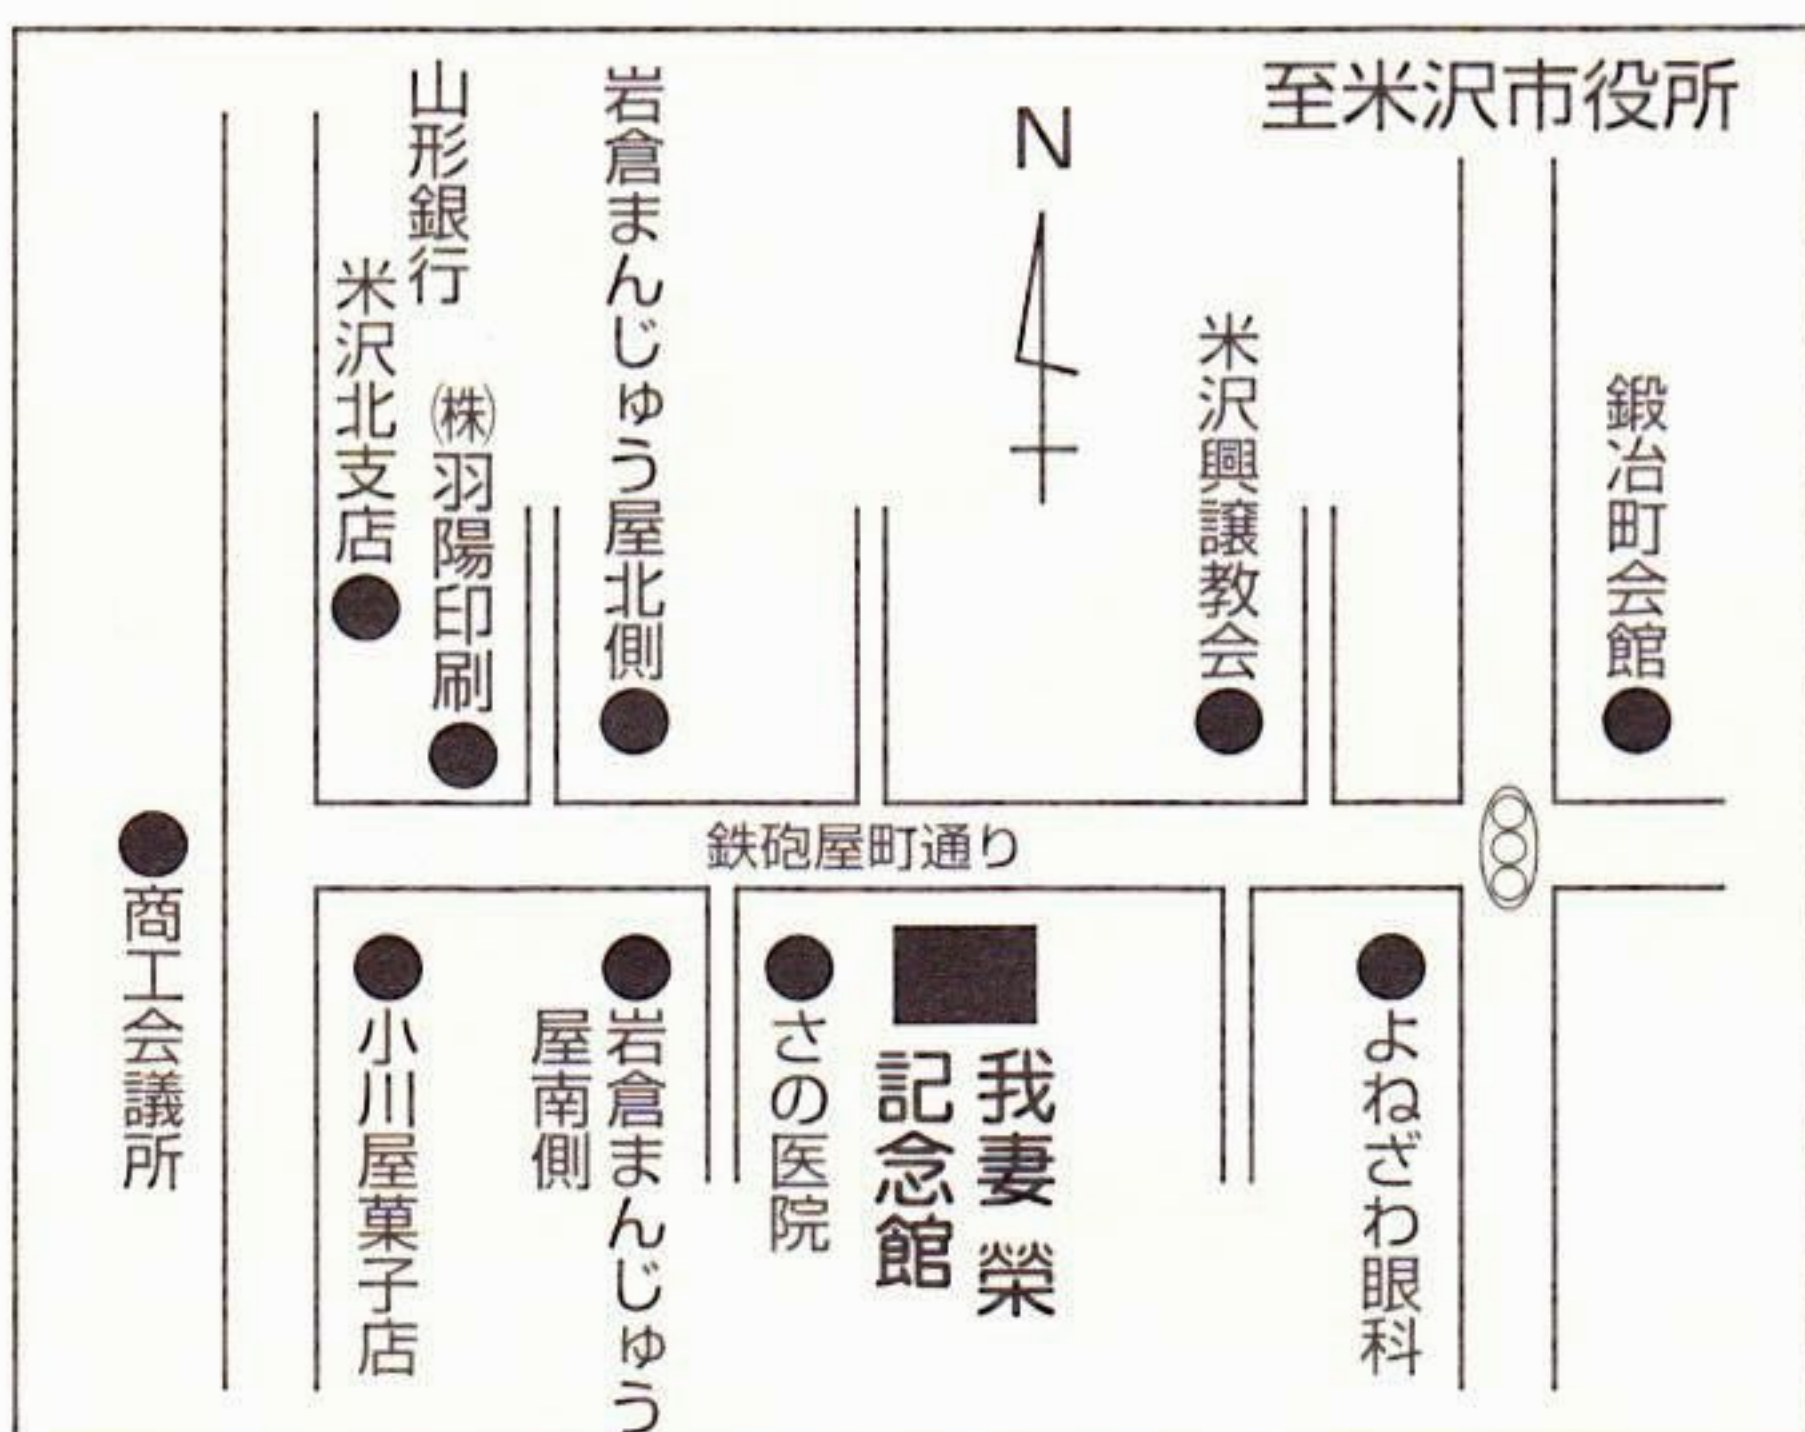 至米沢市役所
N
山形銀行
米沢北支店
㈱羽陽印刷
岩倉まんじゅう屋北側
米沢興譲教会
鍛冶町会館
鉄砲屋町通り
商工会議所
小川屋菓子店
岩倉まんじゅう
屋南側
さの医院
我妻 榮
記念館
よねざわ眼科